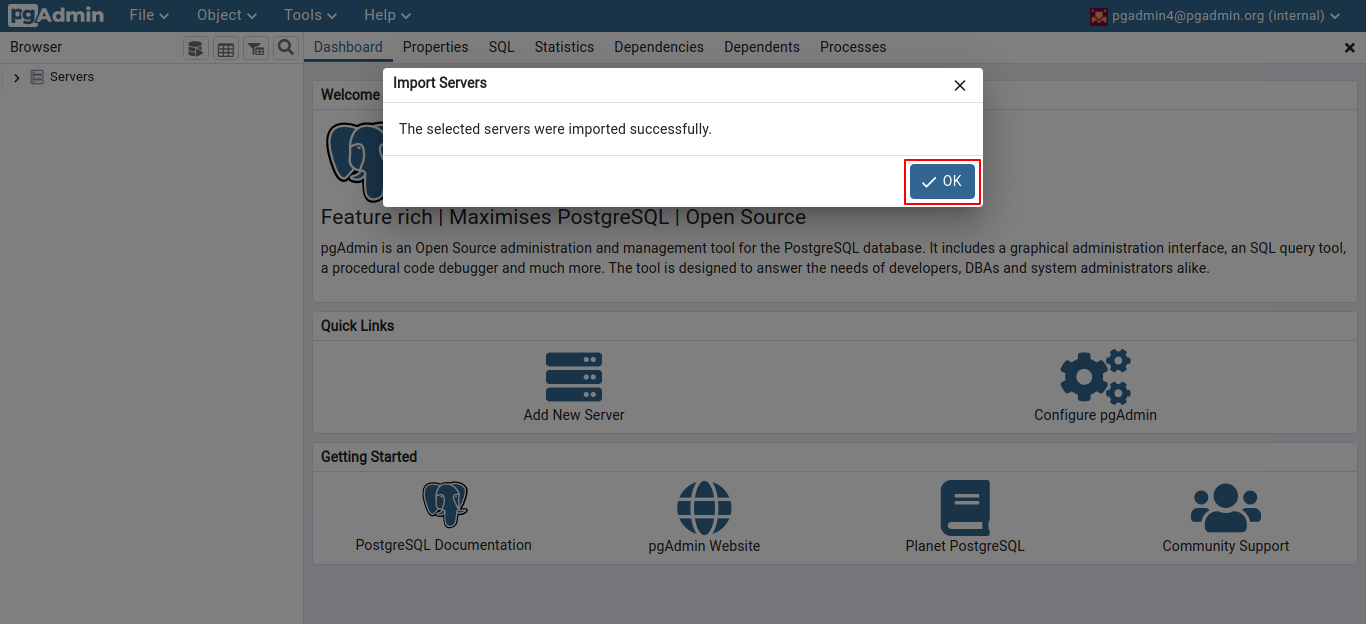 pgAdmin File Object Tools Help pgadmin4@pgadmin.org (internal)
Browser Dashboard Properties SQL Statistics Dependencies Dependents Processes
Servers
Import Servers
The selected servers were imported successfully.
OK
Welcome
Feature rich | Maximises PostgreSQL | Open Source
pgAdmin is an Open Source administration and management tool for the PostgreSQL database. It includes a graphical administration interface, an SQL query tool,
a procedural code debugger and much more. The tool is designed to answer the needs of developers, DBAs and system administrators alike.
Quick Links
Add New Server Configure pgAdmin
Getting Started
PostgreSQL Documentation pgAdmin Website Planet PostgreSQL Community Support